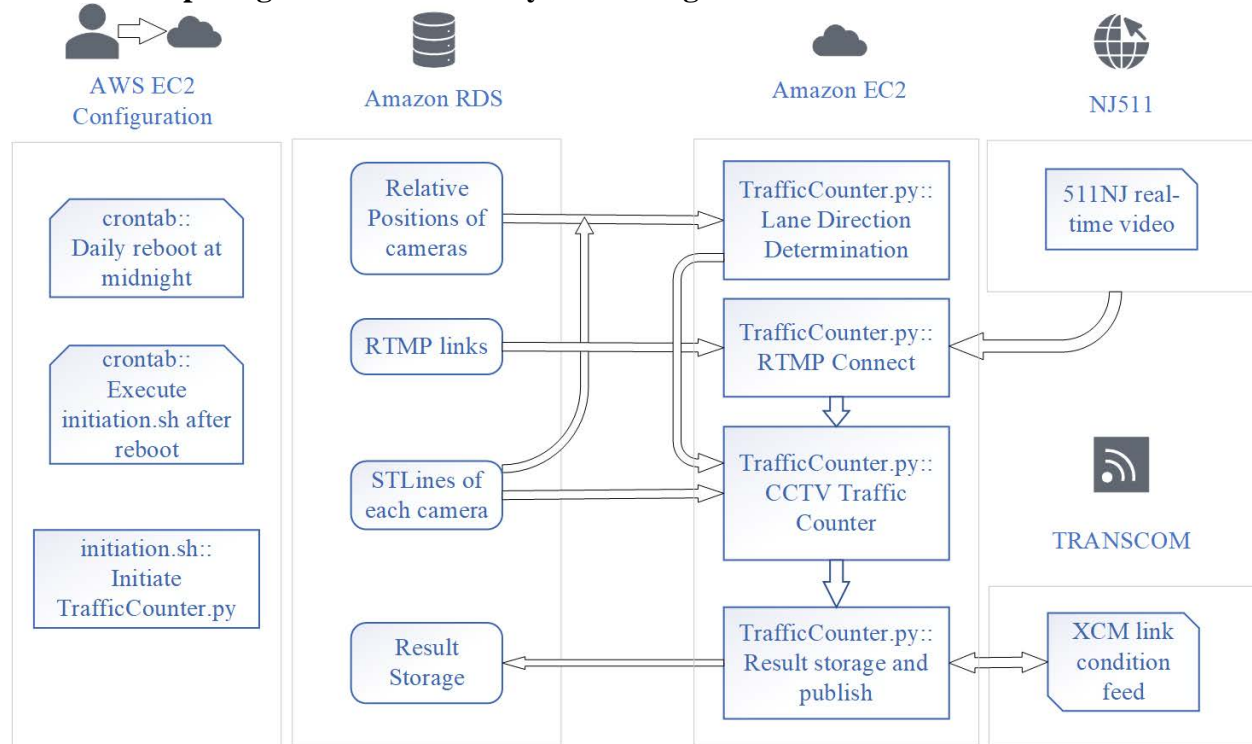 AWS EC2
Configuration
crontab::
Daily reboot at
midnight
crontab::
Execute
initiation.sh after
reboot
initiation.sh::
Initiate
TrafficCounter.py
Amazon RDS
Relative
Positions of
cameras
RTMP links
STLines of
each camera
Result
Storage
Amazon EC2
TrafficCounter.py::
Lane Direction
Determination
TrafficCounter.py::
RTMP Connect
TrafficCounter.py::
CCTV Traffic
Counter
TrafficCounter.py::
Result storage and
publish
NJ511
511NJ real-
time video
TRANSCOM
XCM link
condition
feed